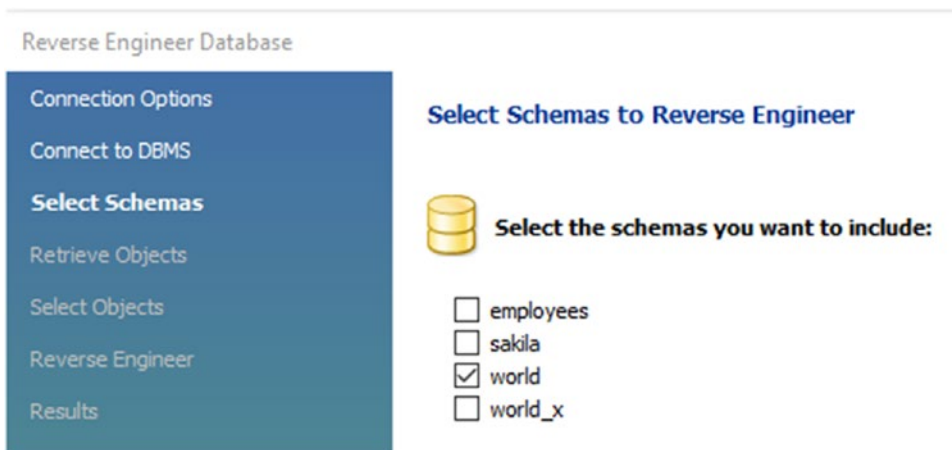 Reverse Engineer Database
Connection Options
Connect to DBMS
Select Schemas
Retrieve Objects
Select Objects
Reverse Engineer
Results
Select Schemas to Reverse Engineer
Select the schemas you want to include:
employees
sakila
world
world_x